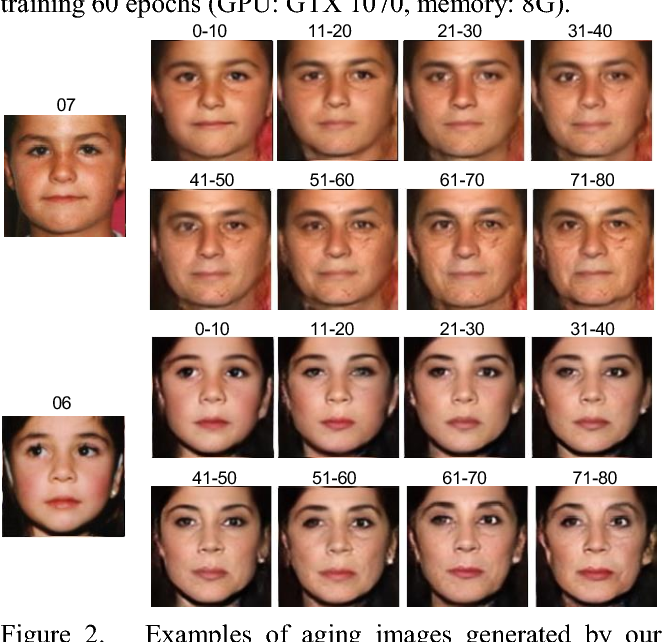 training 60 epochs (GPU: GTX 1070, memory: 8G).
0-10 11-20 21-30 31-40
07
41-50 51-60 61-70 71-80
0-10 11-20 21-30 31-40
06
41-50 51-60 61-70 71-80
Figure 2. Examples of aging images generated by our